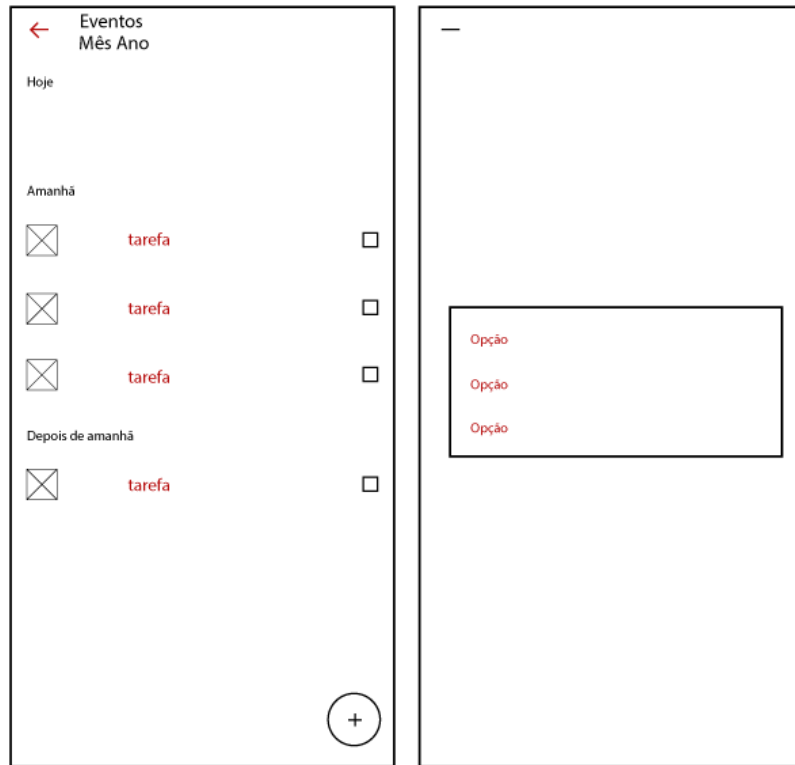 Eventos
Mês Ano
Hoje
Amanhã
tarefa
tarefa
tarefa
Depois de amanhã
tarefa
Opção
Opção
Opção